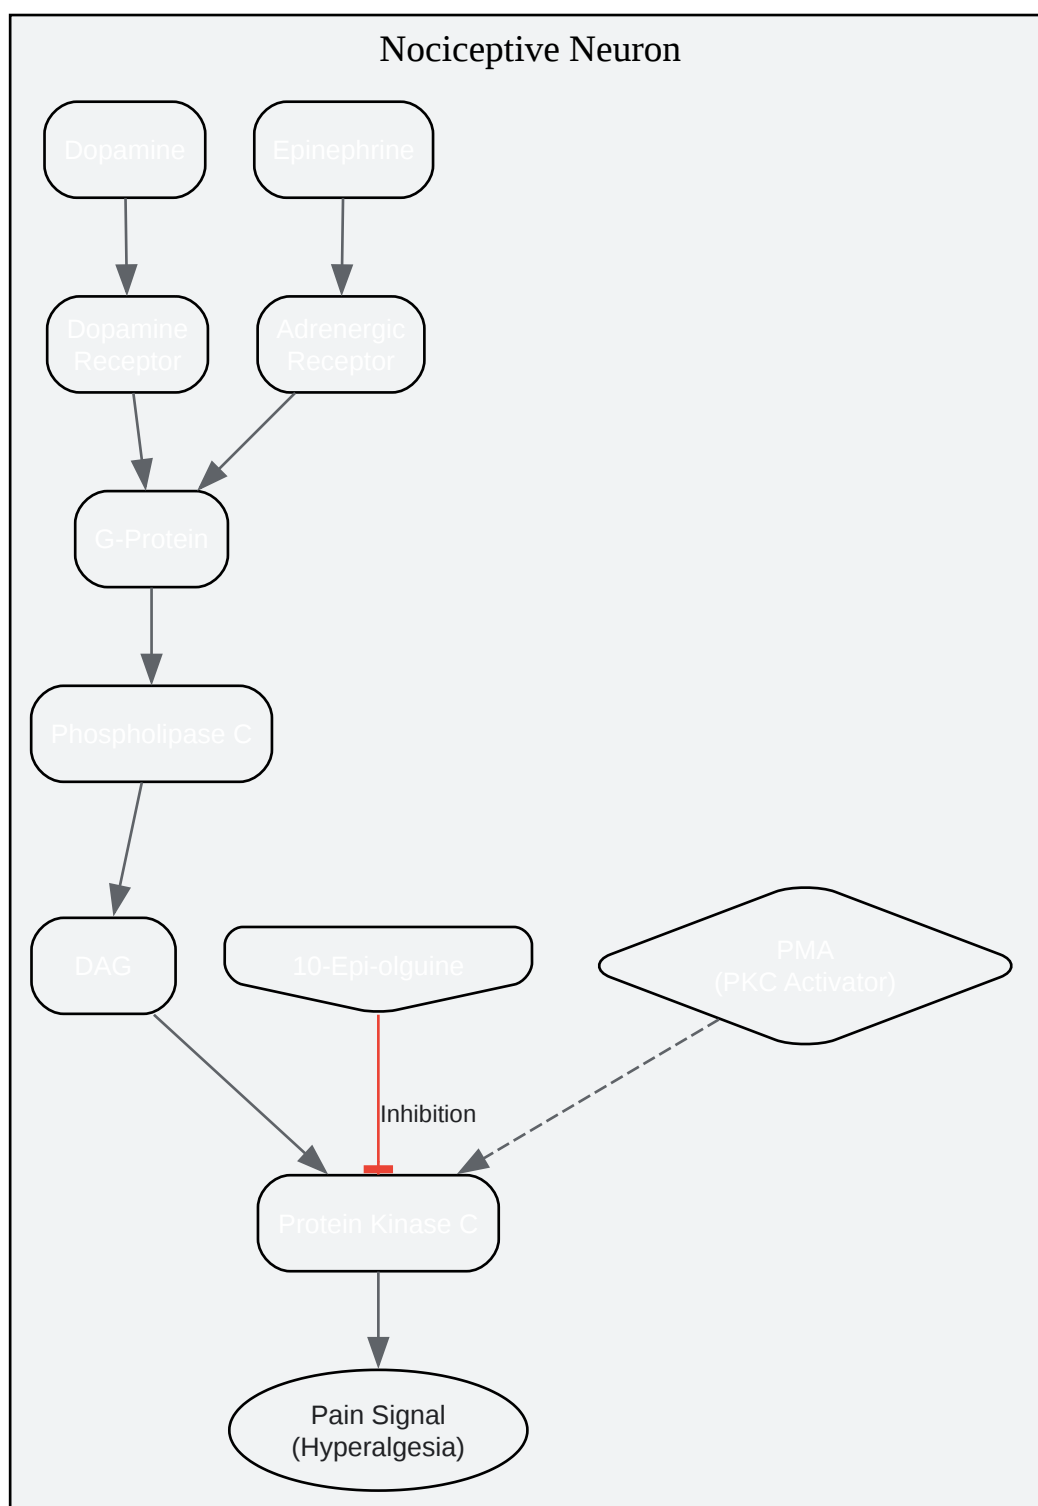 Nociceptive Neuron
Dopamine
Epinephrine
Dopamine
Receptor
Adrenergic
Receptor
G-Protein
Phospholipase C
DAG
10-Epi-olguine
PMA
(PKC Activator)
Inhibition
Protein Kinase C
Pain Signal
(Hyperalgesia)